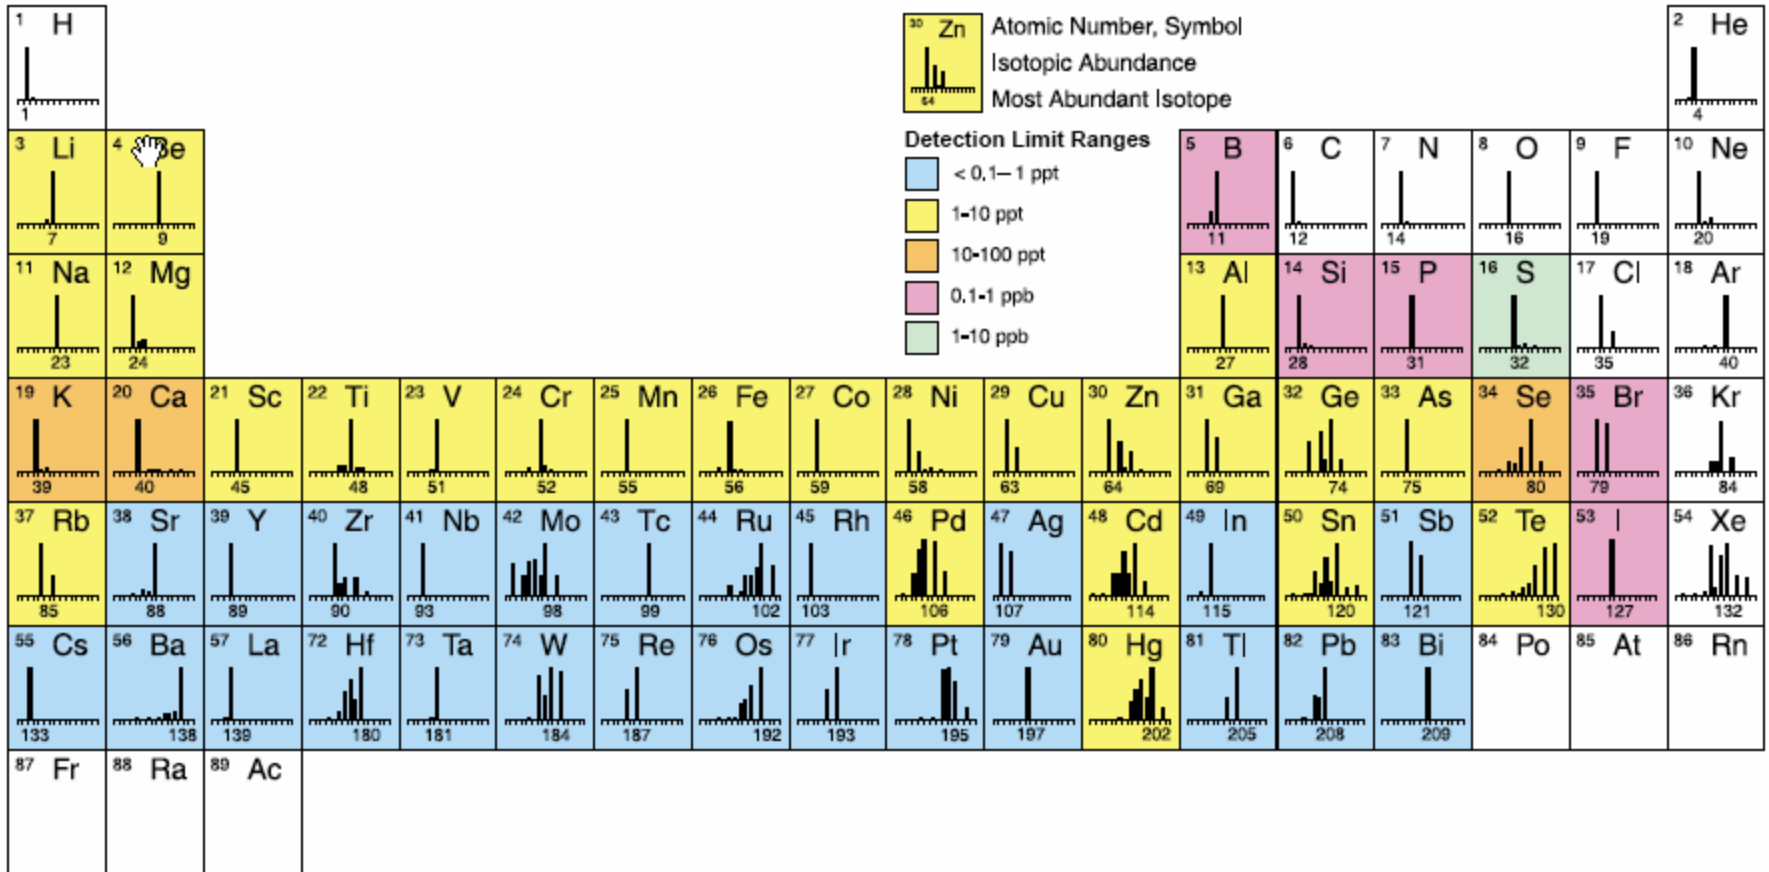 1 H
1
30 Zn
64
Atomic Number, Symbol
Isotopic Abundance
Most Abundant Isotope
2 He
4
Detection Limit Ranges
< 0.1–1 ppt
1-10 ppt
10-100 ppt
0.1-1 ppb
1-10 ppb
3 Li
7
4
9
5 B
11
6 C
12
7 N
14
8 O
16
9 F
19
10 Ne
20
11 Na
23
12 Mg
24
13 Al
27
14 Si
28
15 P
31
16 S
32
17 Cl
35
18 Ar
40
19 K
39
20 Ca
40
21 Sc
45
22 Ti
48
23 V
51
24 Cr
52
25 Mn
55
26 Fe
56
27 Co
59
28 Ni
58
29 Cu
63
30 Zn
64
31 Ga
69
32 Ge
74
33 As
75
34 Se
80
35 Br
79
36 Kr
84
37 Rb
85
38 Sr
88
39 Y
89
40 Zr
90
41 Nb
93
42 Mo
98
43 Tc
99
44 Ru
102
45 Rh
103
46 Pd
106
47 Ag
107
48 Cd
114
49 In
115
50 Sn
120
51 Sb
121
52 Te
130
53 I
127
54 Xe
132
55 Cs
133
56 Ba
138
57 La
139
72 Hf
180
73 Ta
181
74 W
184
75 Re
187
76 Os
192
77 Ir
193
78 Pt
195
79 Au
197
80 Hg
202
81 Tl
205
82 Pb
208
83 Bi
209
84 Po
85 At
86 Rn
87 Fr
88 Ra
89 Ac